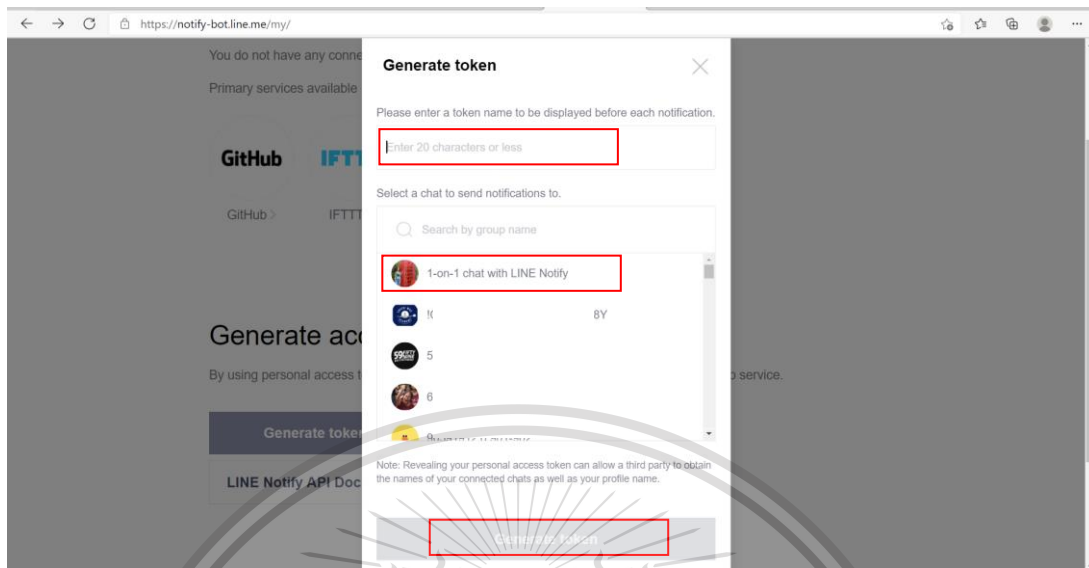 https://notify-bot.line.me/my/
You do not have any conne
Primary services available
GitHub
IFTT
GitHub >
IFTTT
Generate acc
By using personal access t
b service.
Generate token
LINE Notify API Doc
Generate token
Please enter a token name to be displayed before each notification.
Enter 20 characters or less
Select a chat to send notifications to.
Search by group name
1-on-1 chat with LINE Notify
8Y
5
59FIFTY
6
Note: Revealing your personal access token can allow a third party to obtain
the names of your connected chats as well as your profile name.
Generate token